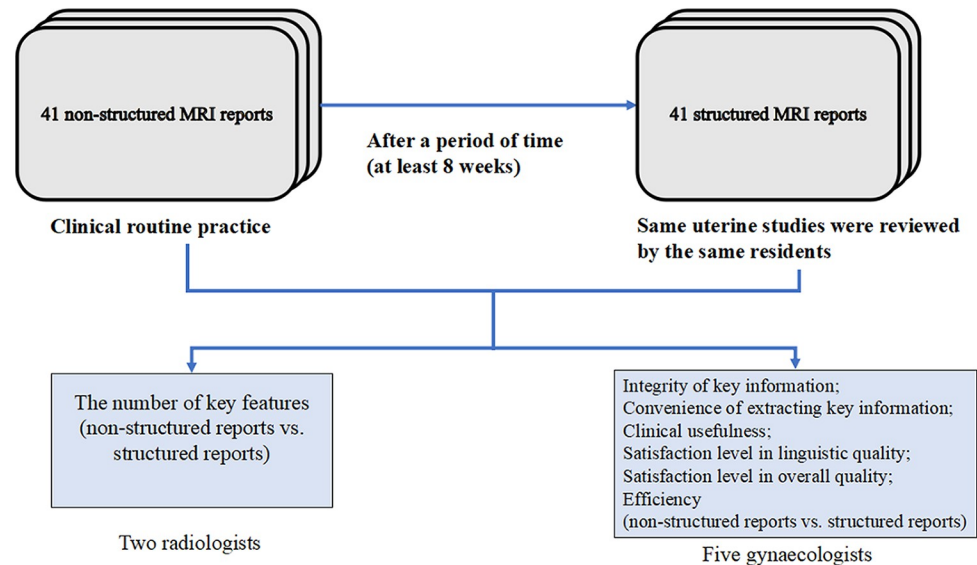 41 non-structured MRI reports
After a period of time
(at least 8 weeks)
41 structured MRI reports
Clinical routine practice
Same uterine studies were reviewed
by the same residents
The number of key features
(non-structured reports vs.
structured reports)
Two radiologists
Integrity of key information;
Convenience of extracting key information;
Clinical usefulness;
Satisfaction level in linguistic quality;
Satisfaction level in overall quality;
Efficiency
(non-structured reports vs. structured reports)
Five gynaecologists